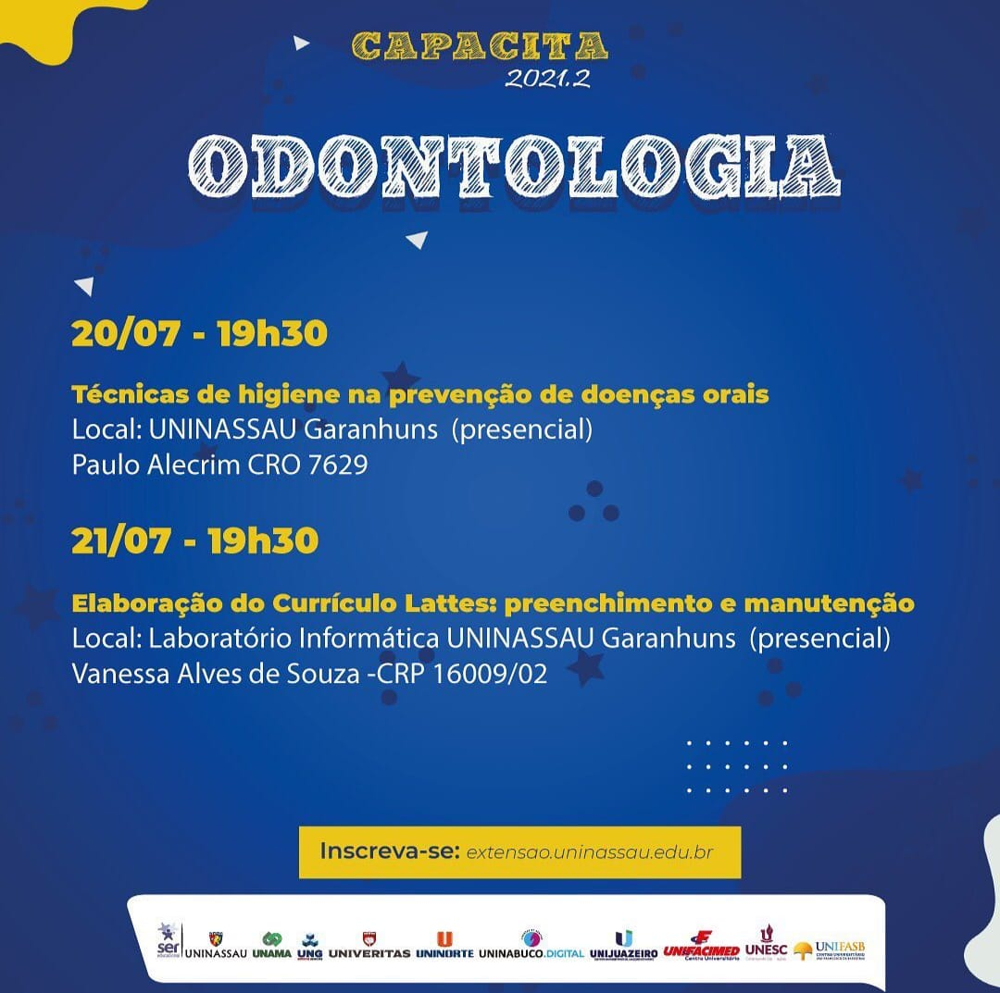 CAPACITA
2021.2
ODONTOLOGIA
20/07 - 19h30
Técnicas de higiene na prevenção de doenças orais
Local: UNINASSAU Garanhuns (presencial)
Paulo Alecrim CRO 7629
21/07 - 19h30
Elaboração do Currículo Lattes: preenchimento e manutenção
Local: Laboratório Informática UNINASSAU Garanhuns (presencial)
Vanessa Alves de Souza -CRP 16009/02
Inscreva-se: extensao.uninassau.edu.br
ser educacional UNINASSAU UNAMA UNG UNIVERITAS UNINORTE UNINABUCO.DIGITAL UNIJUAZEIRO UNIFACIMED Centro Universitário UNESC UNIFASB